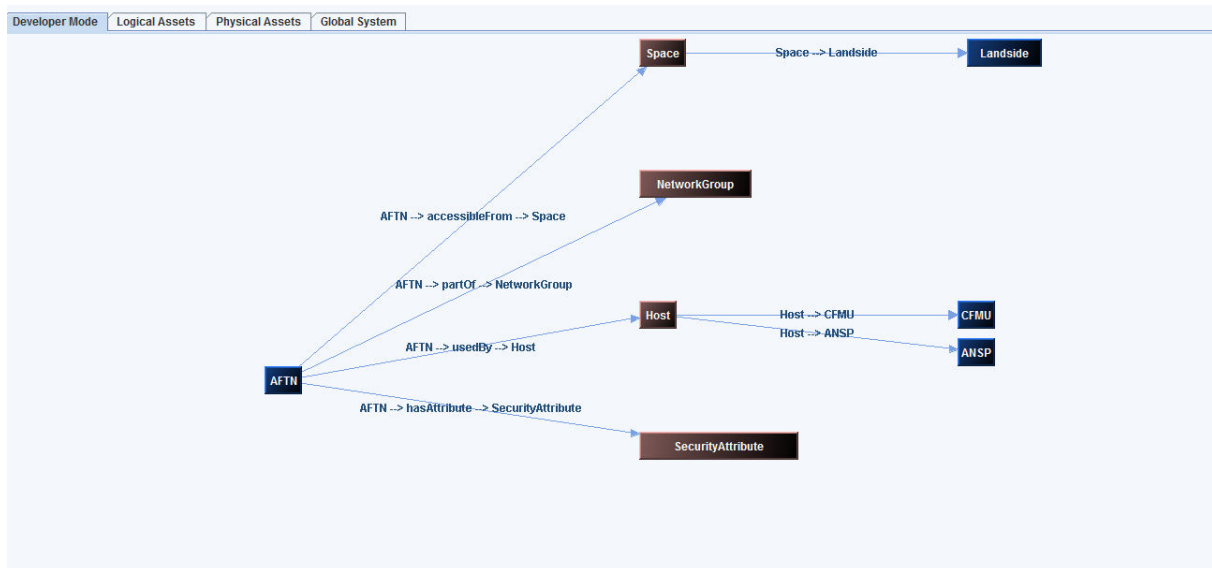 Developer Mode
Logical Assets
Physical Assets
Global System
Space
Space --> Landside
Landside
NetworkGroup
AFTN --> accessibleFrom --> Space
AFTN --> partOf --> NetworkGroup
Host
Host --> CFMU
CFMU
Host --> ANSP
AFTN --> usedBy --> Host
ANSP
AFTN
AFTN --> hasAttribute --> SecurityAttribute
SecurityAttribute